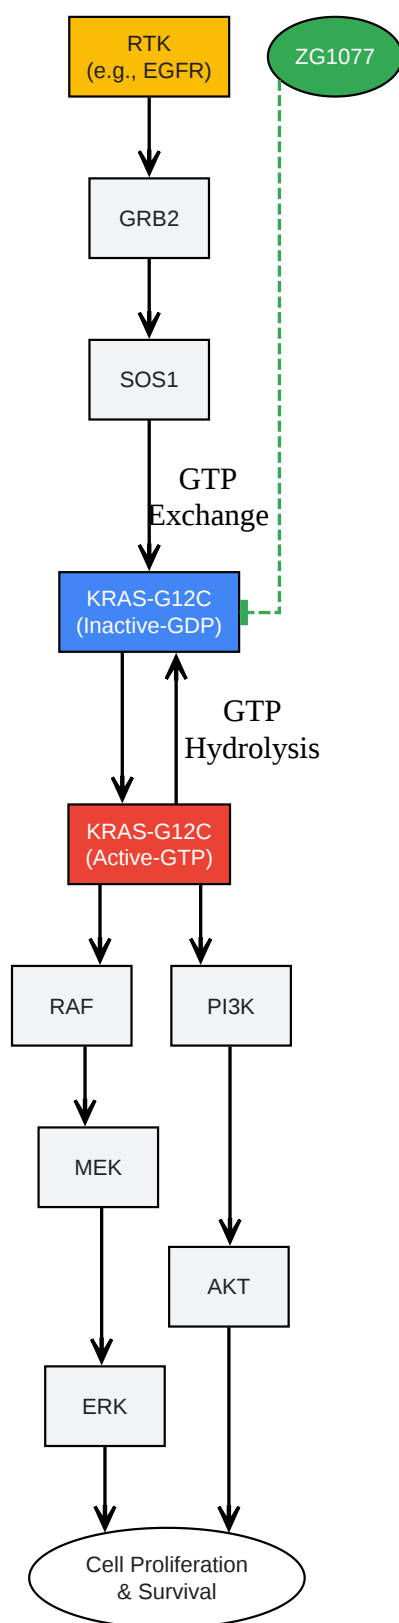 RTK
(e.g., EGFR)
ZG1077
GRB2
SOS1
GTP
Exchange
KRAS-G12C
(Inactive-GDP)
GTP
Hydrolysis
KRAS-G12C
(Active-GTP)
RAF
PI3K
MEK
AKT
ERK
Cell Proliferation
& Survival